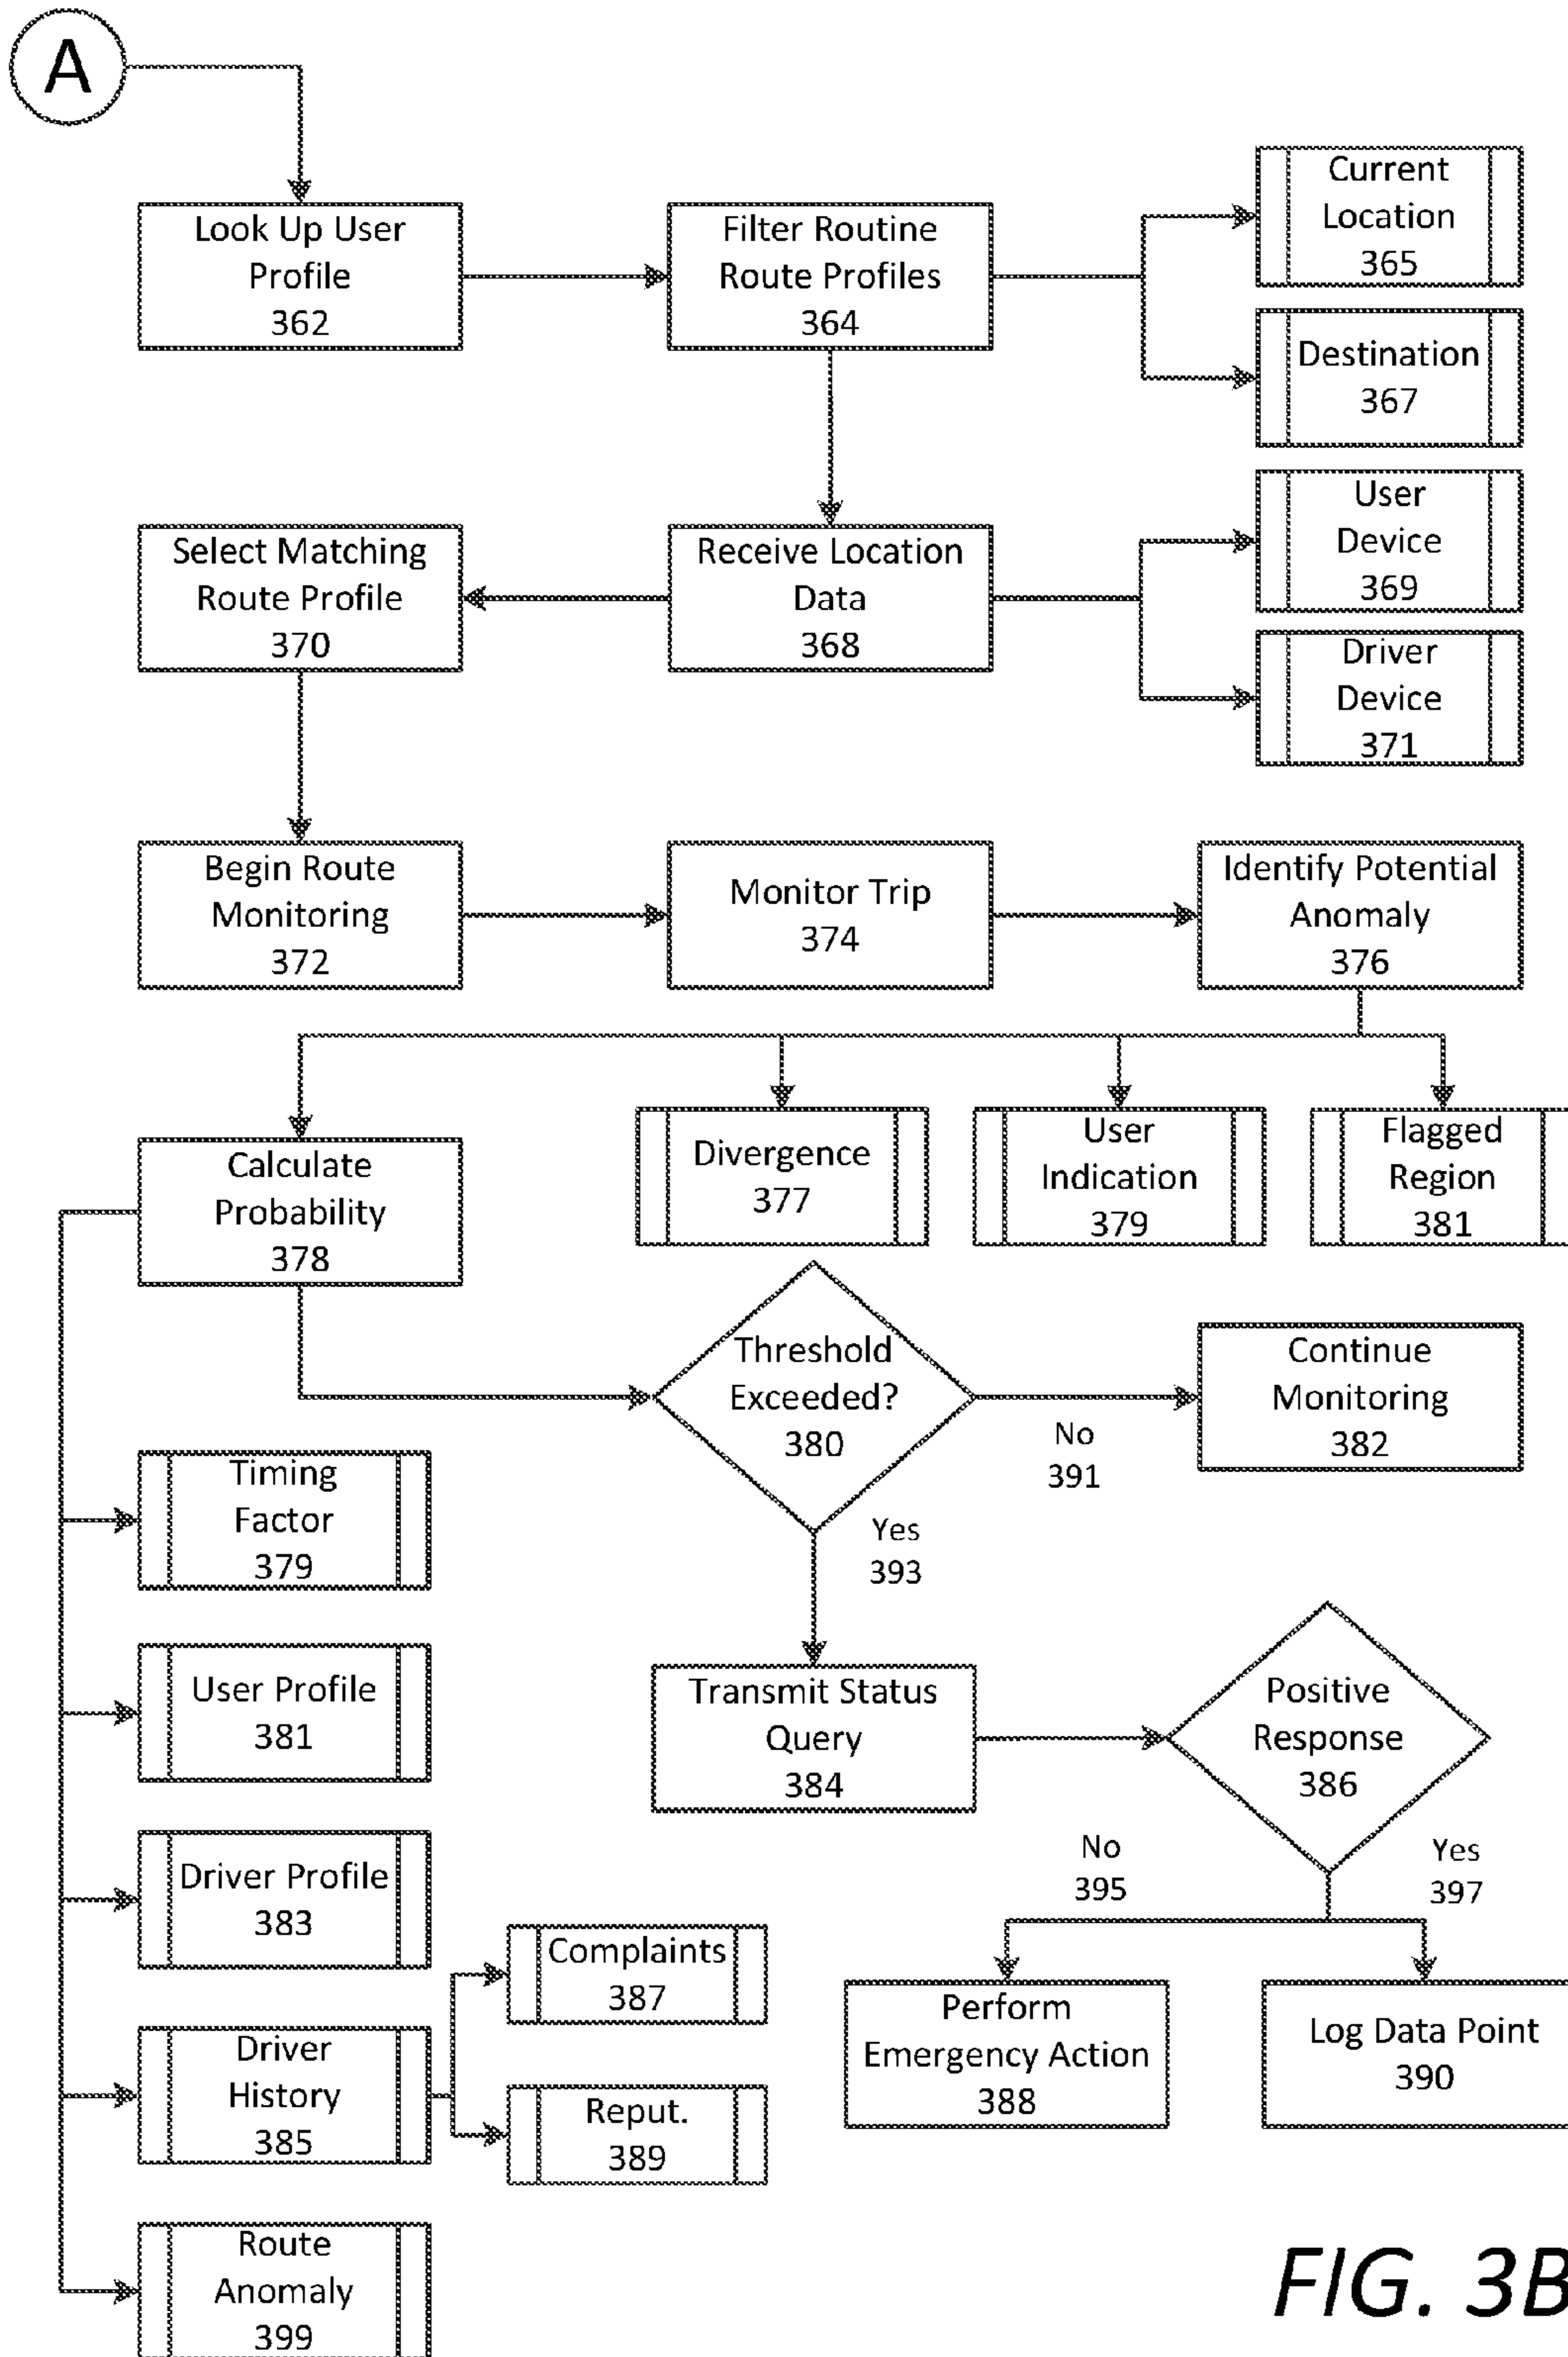 A
Look Up User
Profile
362
Filter Routine
Route Profiles
364
Current
Location
365
Destination
367
Select Matching
Route Profile
370
Receive Location
Data
368
User
Device
369
Driver
Device
371
Begin Route
Monitoring
372
Monitor Trip
374
Identify Potential
Anomaly
376
Calculate
Probability
378
Divergence
377
User
Indication
379
Flagged
Region
381
Threshold
Exceeded?
380
No
391
Continue
Monitoring
382
Yes
393
Timing
Factor
379
User Profile
381
Transmit Status
Query
384
Positive
Response
386
No
395
Yes
397
Driver Profile
383
Complaints
387
Perform
Emergency Action
388
Log Data Point
390
Driver
History
385
Reput.
389
Route
Anomaly
399
FIG. 3B